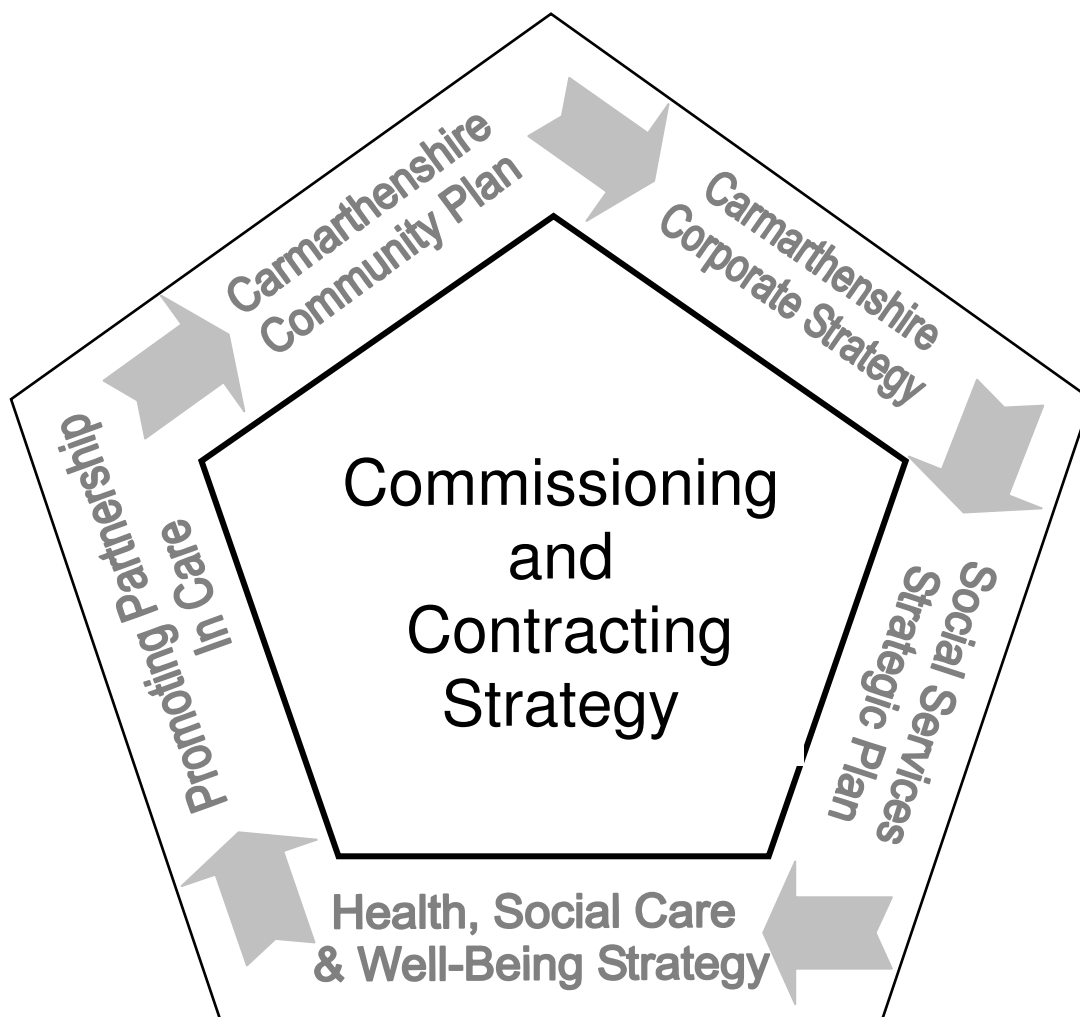 Carmarthenshire
Community Plan
Carmarthenshire
Corporate Strategy
Social Services
Strategic Plan
Health, Social Care
& Well-Being Strategy
Promoting Partnership
In Care
Commissioning
and
Contracting
Strategy